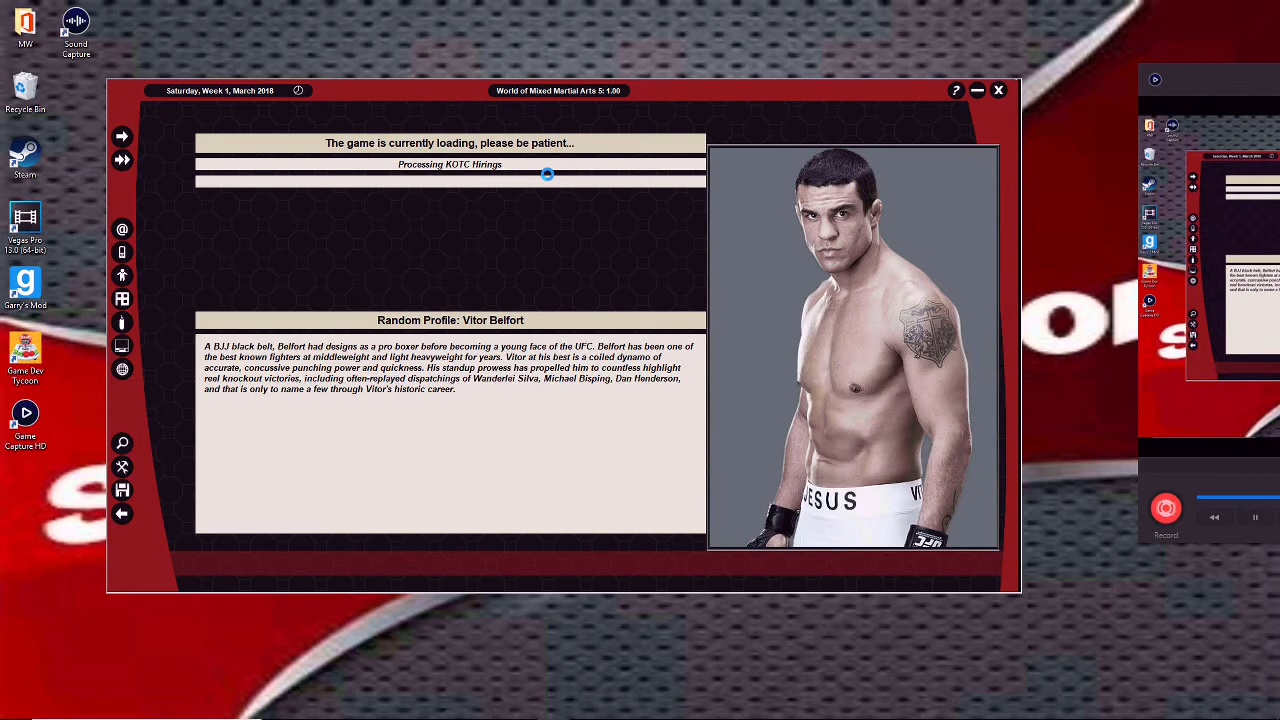 MW
Sound
Capture
Recycle Bin
Steam
Vegas Pro
13.0 (64-bit)
g
Garry's Mod
Game Dev
Tycoon
Game
Capture HD
Saturday, Week 1, March 2018
World of Mixed Martial Arts 5: 1.00
?
X
@
The game is currently loading, please be patient...
Processing KOTC Hirings
Random Profile: Vitor Belfort
A BJJ black belt, Belfort had designs as a pro boxer before becoming a young face of the UFC. Belfort has been one of
the best known fighters at middleweight and light heavyweight for years. Vitor at his best is a coiled dynamo of
accurate, concussive punching power and quickness. His standup prowess has propelled him to countless highlight
reel knockout victories, including often-replayed dispatchings of Wanderlei Silva, Michael Bisping, Dan Henderson,
and that is only to name a few through Vitor's historic career.
JESUS
VI
UFC
Record